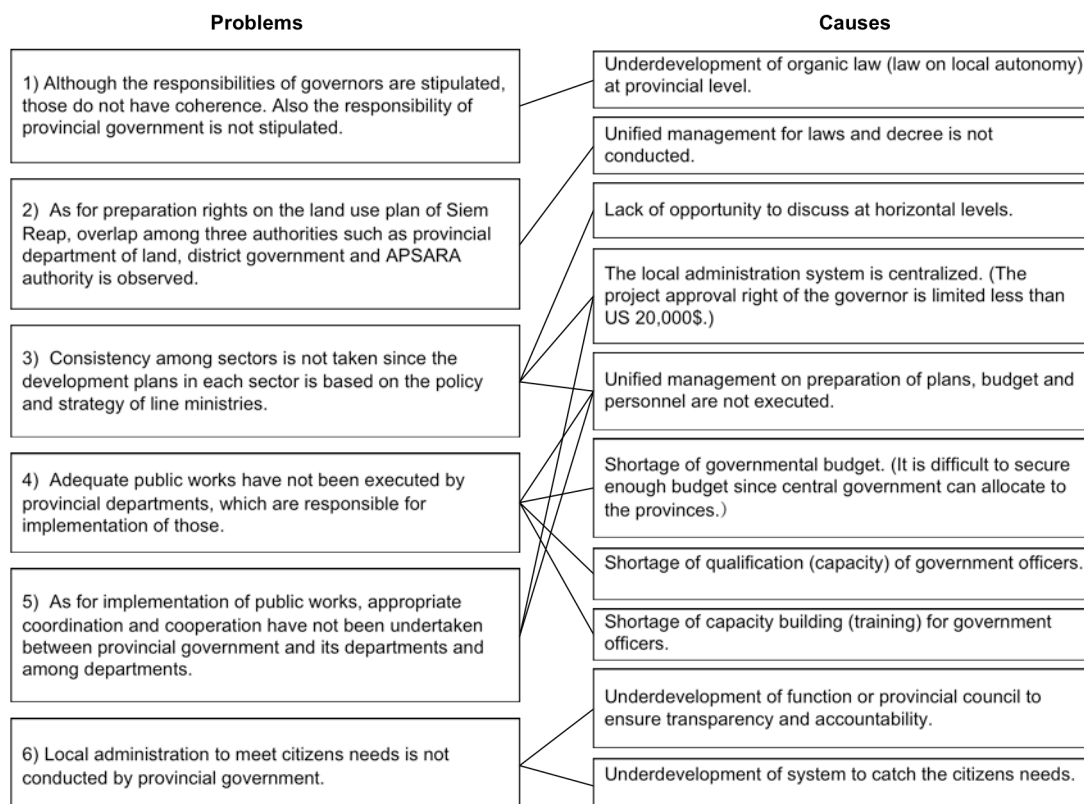 Problems
1) Although the responsibilities of governors are stipulated,
those do not have coherence. Also the responsibility of
provincial government is not stipulated.
2) As for preparation rights on the land use plan of Siem
Reap, overlap among three authorities such as provincial
department of land, district government and APSARA
authority is observed.
3) Consistency among sectors is not taken since the
development plans in each sector is based on the policy
and strategy of line ministries.
4) Adequate public works have not been executed by
provincial departments, which are responsible for
implementation of those.
5) As for implementation of public works, appropriate
coordination and cooperation have not been undertaken
between provincial government and its departments and
among departments.
6) Local administration to meet citizens needs is not
conducted by provincial government.
Causes
Underdevelopment of organic law (law on local autonomy)
at provincial level.
Unified management for laws and decree is not
conducted.
Lack of opportunity to discuss at horizontal levels.
The local administration system is centralized. (The
project approval right of the governor is limited less than
US 20,000$.)
Unified management on preparation of plans, budget and
personnel are not executed.
Shortage of governmental budget. (It is difficult to secure
enough budget since central government can allocate to
the provinces.)
Shortage of qualification (capacity) of government officers.
Shortage of capacity building (training) for government
officers.
Underdevelopment of function or provincial council to
ensure transparency and accountability.
Underdevelopment of system to catch the citizens needs.